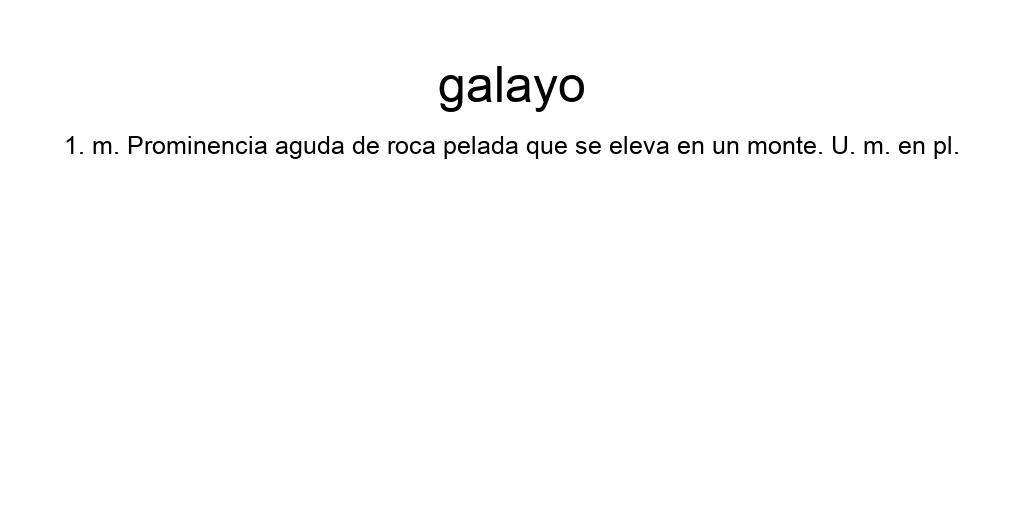 galayo
1. m. Prominencia aguda de roca pelada que se eleva en un monte. U. m. en pl.